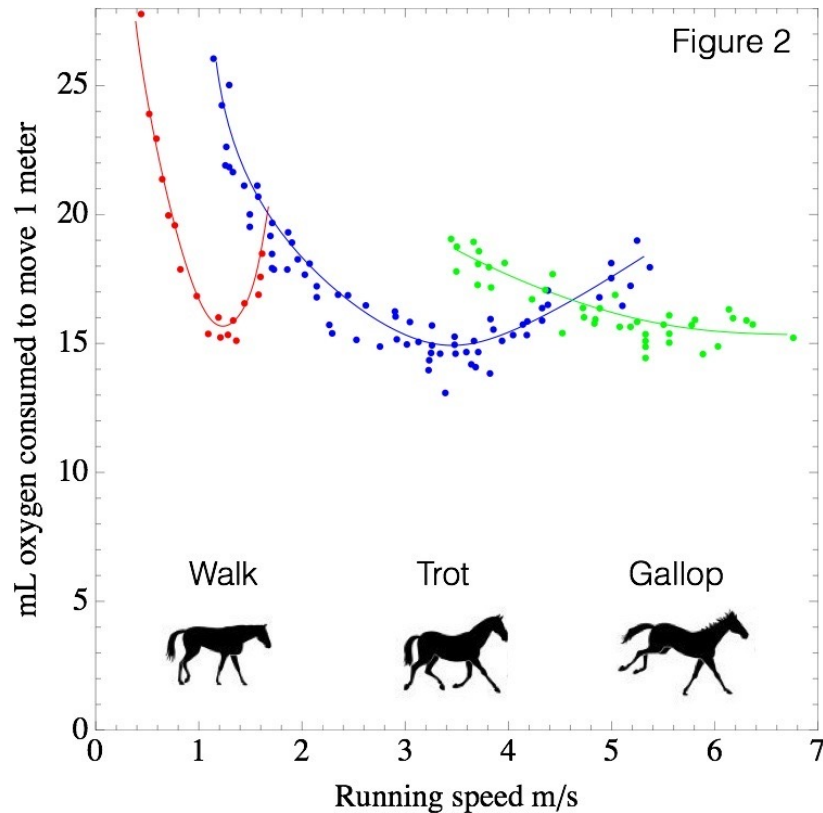 Figure 2
mL oxygen consumed to move 1 meter
25
20
15
10
5
0
Walk
Trot
Gallop
0 1 2 3 4 5 6 7
Running speed m/s